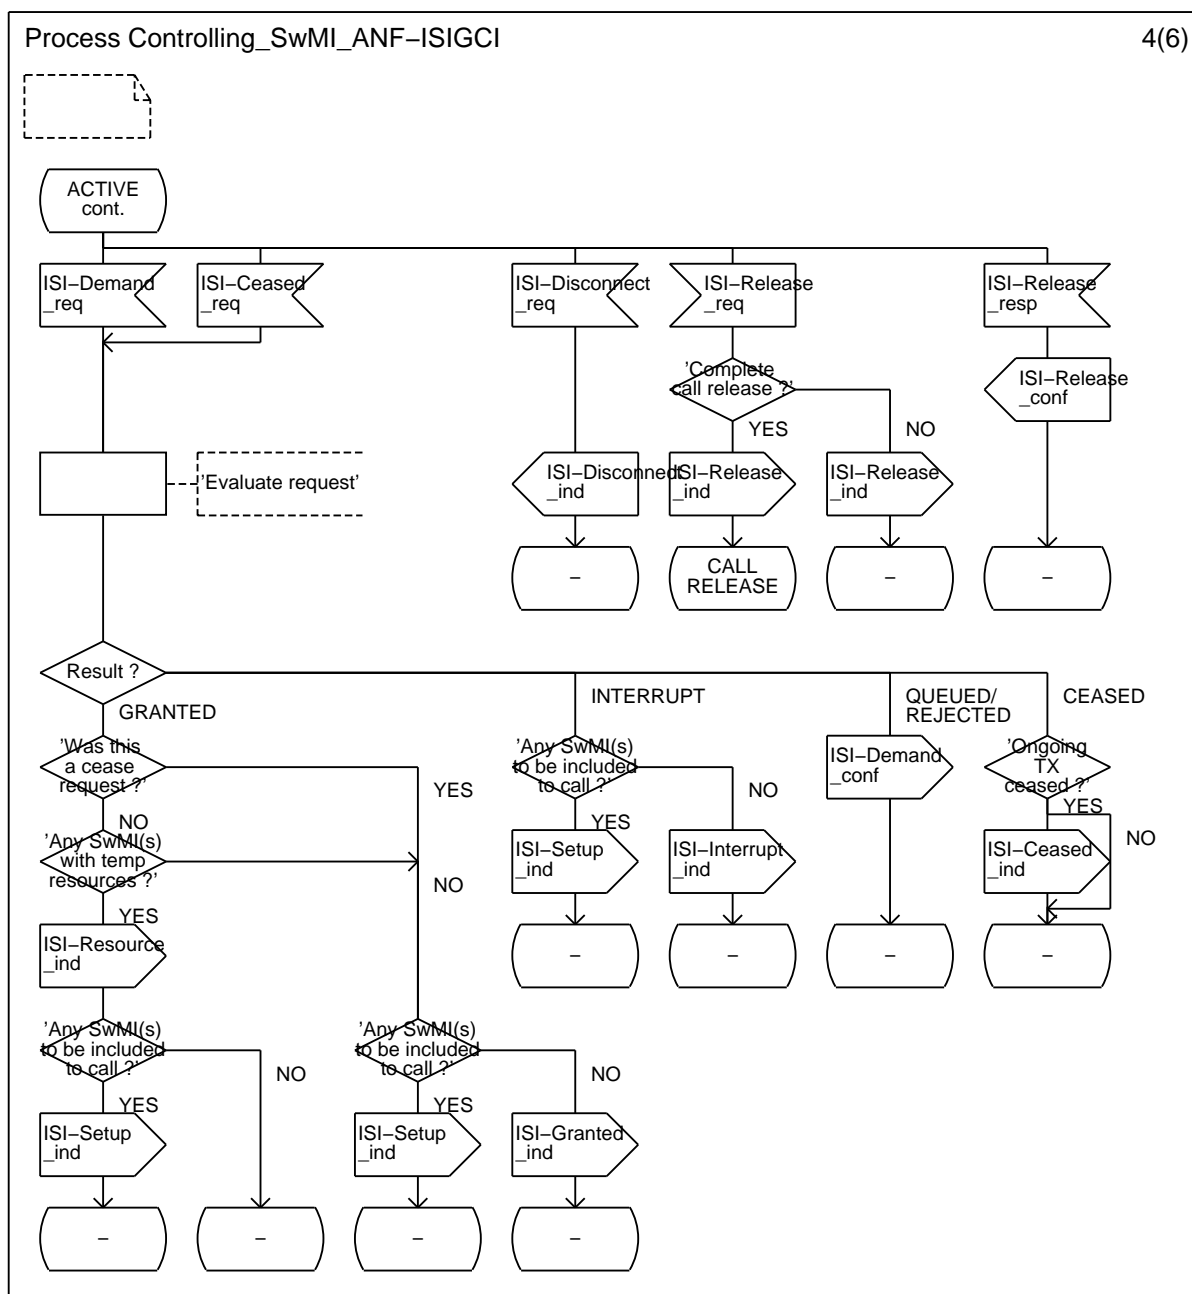 Process Controlling_SwMI_ANF−ISIGCI
4(6)
ACTIVE
cont.
ISI−Demand
_req
ISI−Ceased
_req
ISI−Disconnect
_req
ISI−Release
_req
ISI−Release
_resp
'Complete
call release ?'
ISI−Release
_conf
YES
NO
'Evaluate request'
ISI−Disconnect
_ind
ISI−Release
_ind
ISI−Release
_ind
−
CALL
RELEASE
−
−
Result ?
GRANTED
INTERRUPT
QUEUED/
REJECTED
CEASED
'Was this
a cease
request ?'
YES
'Any SwMI(s)
to be included
to call ?'
NO
ISI−Demand
_conf
'Ongoing
TX
ceased ?'
NO
YES
YES
NO
'Any SwMI(s)
with temp
resources ?'
NO
ISI−Setup
_ind
ISI−Interrupt
_ind
ISI−Ceased
_ind
YES
ISI−Resource
_ind
−
−
−
−
'Any SwMI(s)
to be included
to call ?'
NO
'Any SwMI(s)
to be included
to call ?'
NO
YES
YES
ISI−Setup
_ind
ISI−Setup
_ind
ISI−Granted
_ind
−
−
−
−